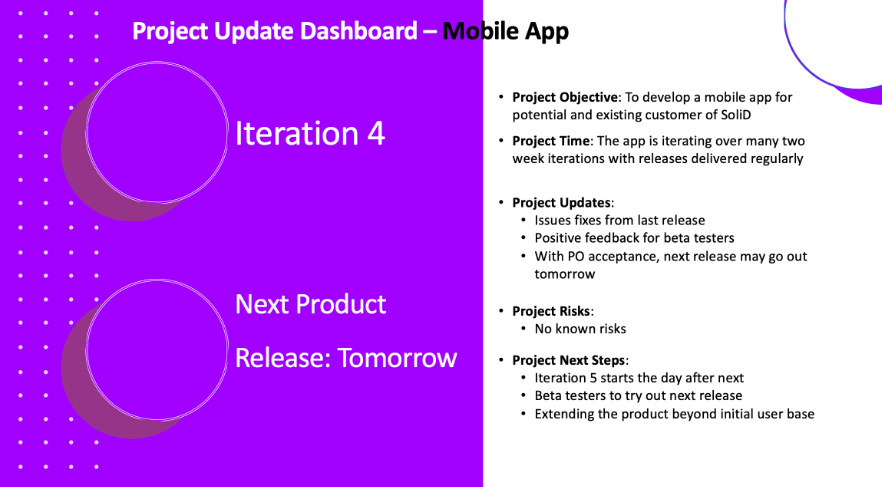 Project Update Dashboard – Mobile App
Iteration 4
Next Product
Release: Tomorrow
• Project Objective: To develop a mobile app for
potential and existing customer of SoliD
• Project Time: The app is iterating over many two
week iterations with releases delivered regularly
• Project Updates:
• Issues fixes from last release
• Positive feedback for beta testers
• With PO acceptance, next release may go out
tomorrow
• Project Risks:
• No known risks
• Project Next Steps:
• Iteration 5 starts the day after next
• Beta testers to try out next release
• Extending the product beyond initial user base